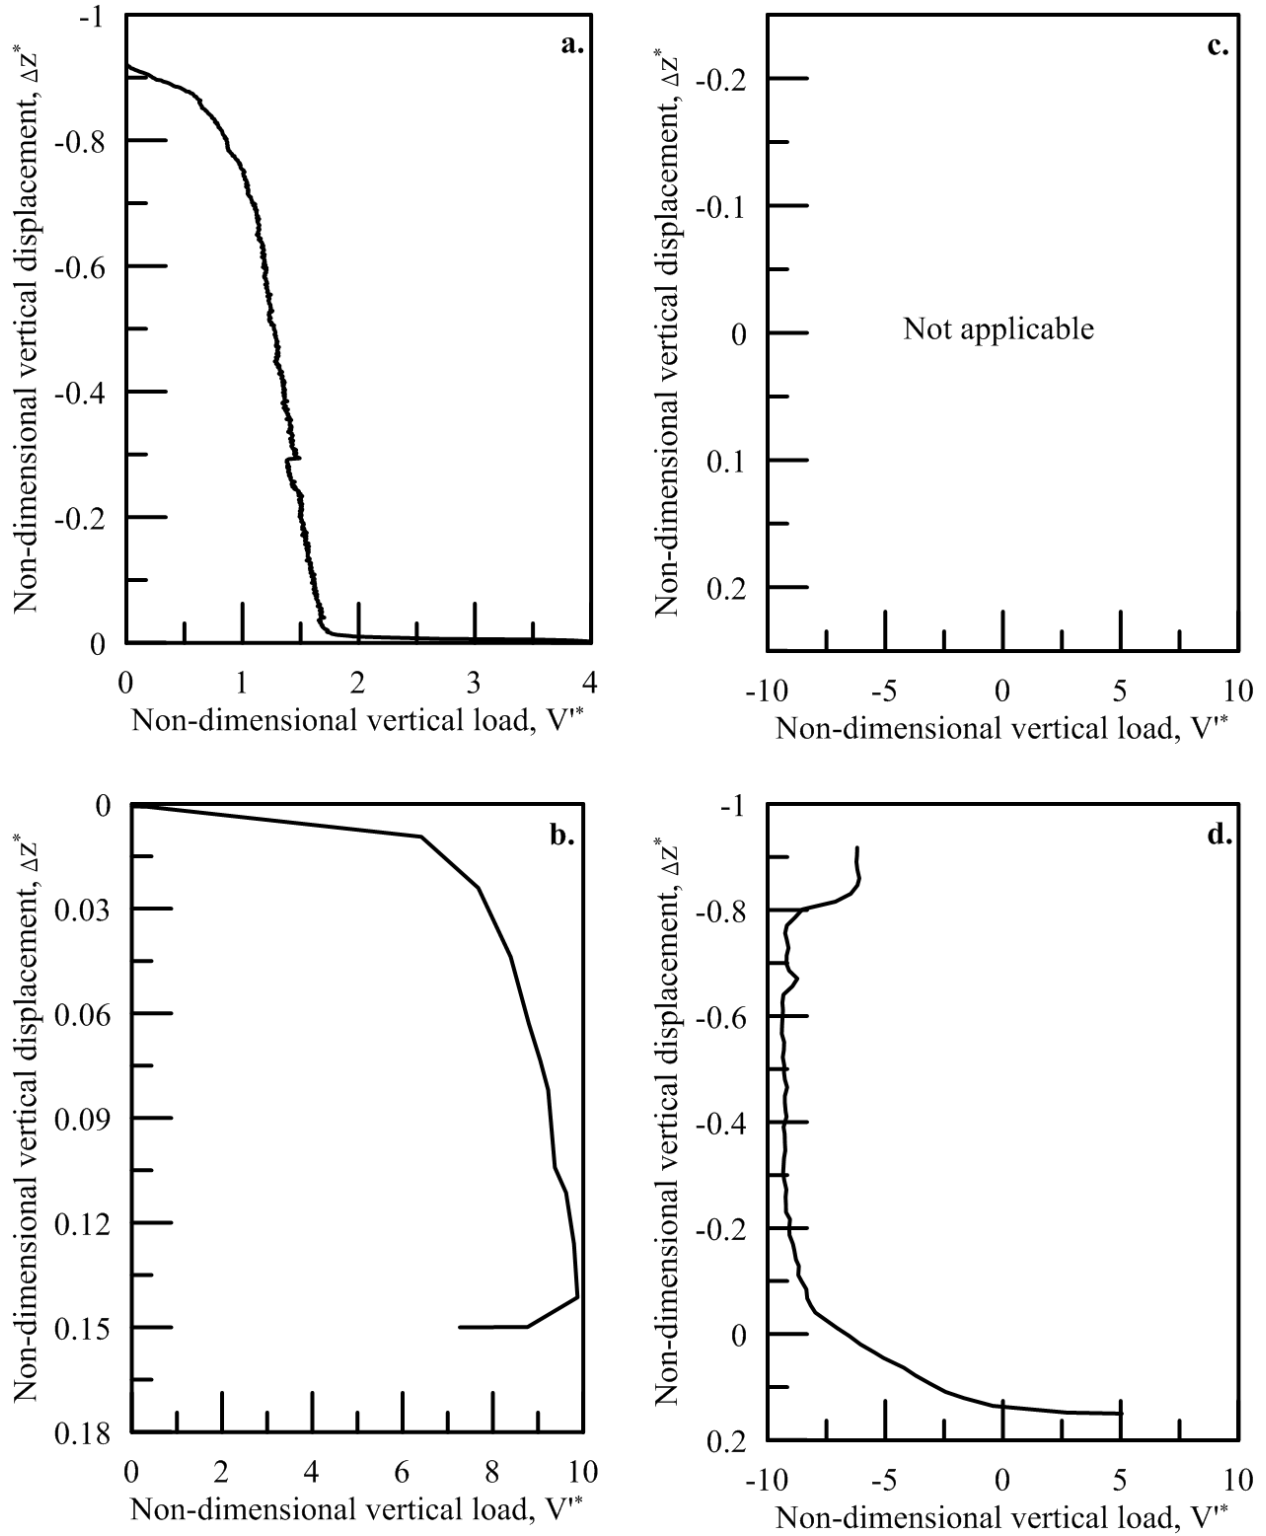 a.
Non-dimensional vertical displacement, Δz*
-1
-0.8
-0.6
-0.4
-0.2
0
0 1 2 3 4
Non-dimensional vertical load, V'*
c.
Non-dimensional vertical displacement, Δz*
-0.2
-0.1
0
0.1
0.2
Not applicable
-10 -5 0 5 10
Non-dimensional vertical load, V'*
b.
Non-dimensional vertical displacement, Δz*
0
0.03
0.06
0.09
0.12
0.15
0.18
0 2 4 6 8 10
Non-dimensional vertical load, V'*
d.
Non-dimensional vertical displacement, Δz*
-1
-0.8
-0.6
-0.4
-0.2
0
0.2
-10 -5 0 5 10
Non-dimensional vertical load, V'*